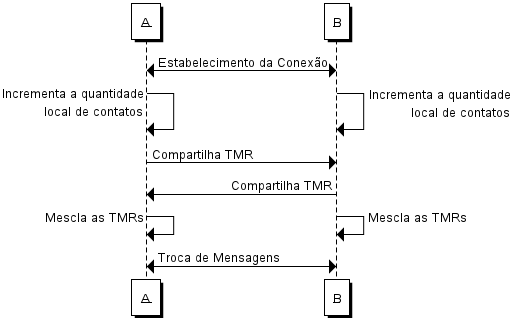 A B
Estabelecimento da Conexão
Incrementa a quantidade
local de contatos
Incrementa a quantidade
local de contatos
Compartilha TMR
Compartilha TMR
Mescla as TMRs
Mescla as TMRs
Troca de Mensagens
A B